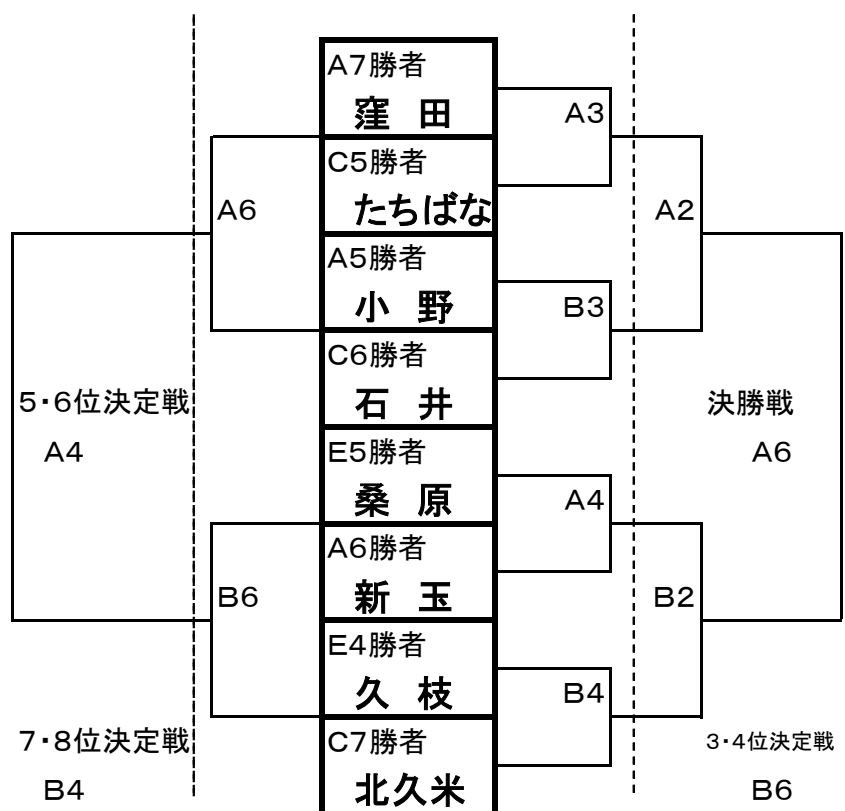 A7勝者
窪 田
A3
C5勝者
たちばな
A6
A2
A5勝者
小 野
B3
C6勝者
石 井
5・6位決定戦
A4
決勝戦
A6
E5勝者
桑 原
A4
A6勝者
新 玉
B6
B2
E4勝者
久 枝
B4
7・8位決定戦
B4
C7勝者
北久米
3・4位決定戦
B6